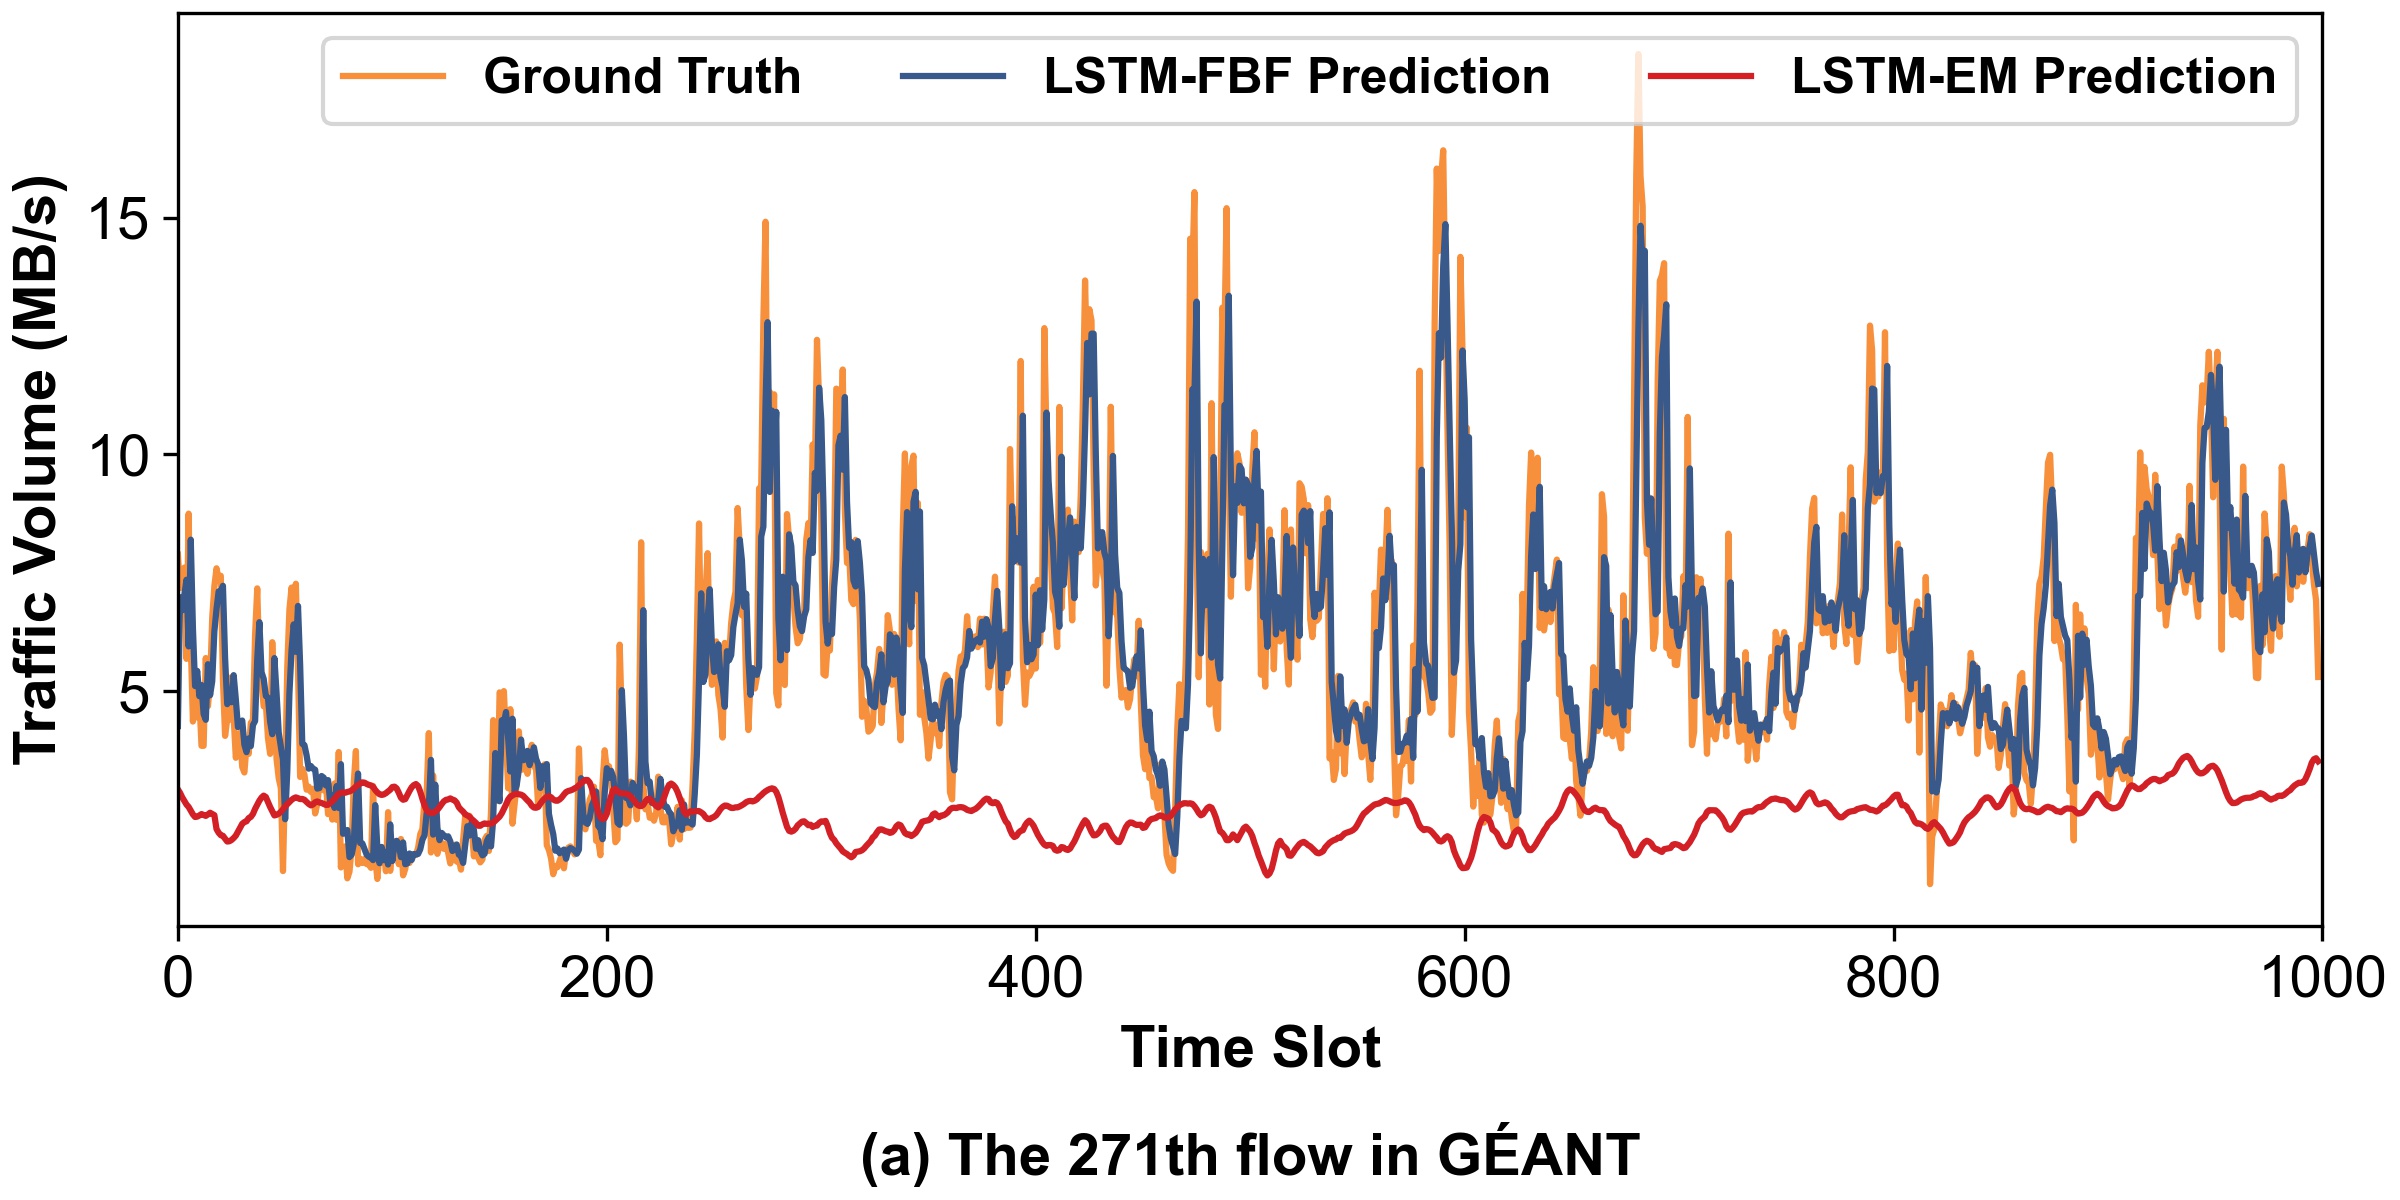 Ground Truth LSTM-FBF Prediction LSTM-EM Prediction
Traffic Volume (MB/s)
15
10
5
0 200 400 600 800 1000
Time Slot
(a) The 271th flow in GÉANT